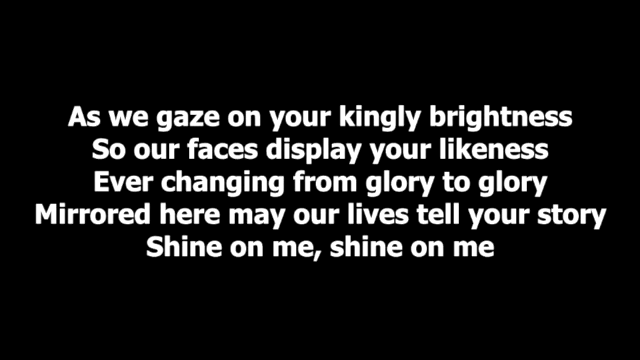 As we gaze on your kingly brightness
So our faces display your likeness
Ever changing from glory to glory
Mirrored here may our lives tell your story
Shine on me, shine on me